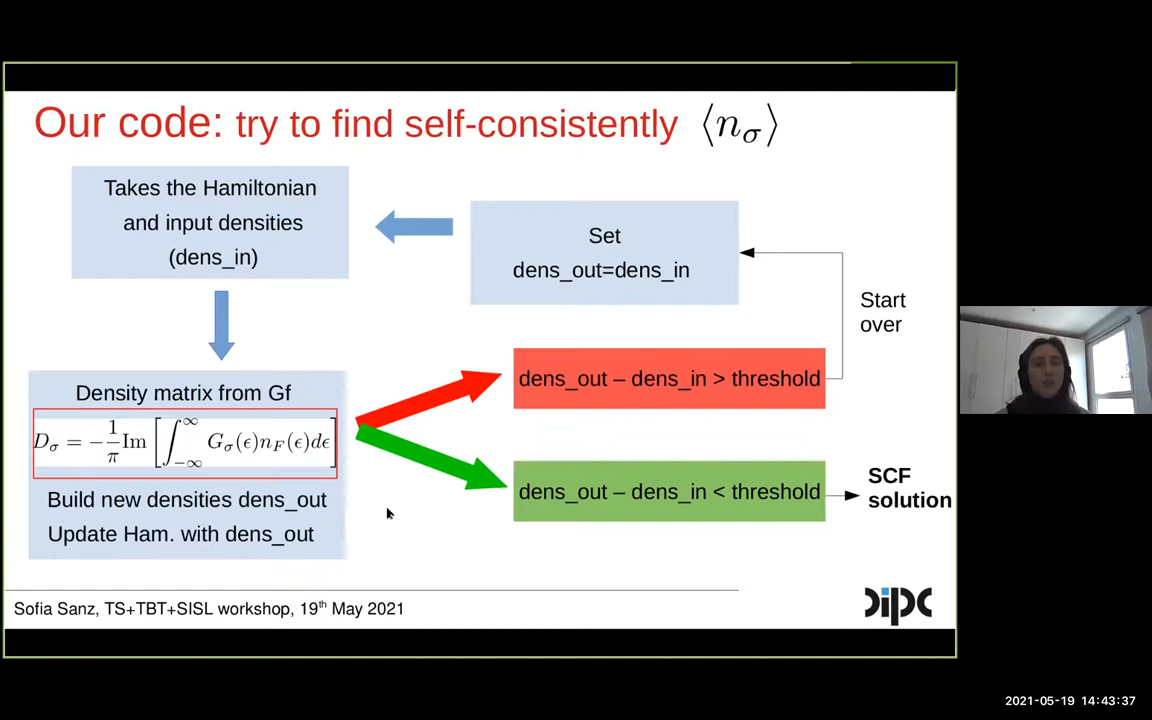 Our code: try to find self-consistently ⟨n_σ⟩
Takes the Hamiltonian
and input densities
(dens_in)
Set
dens_out=dens_in
Start
over
Density matrix from Gf
D_σ = −1/π Im [∫_{−∞}^{∞} G_σ(ϵ)n_F(ϵ)dϵ]
Build new densities dens_out
Update Ham. with dens_out
dens_out – dens_in > threshold
dens_out – dens_in < threshold
SCF
solution
Sofia Sanz, TS+TBT+SISL workshop, 19th May 2021
DIPC
2021-05-19 14:43:37